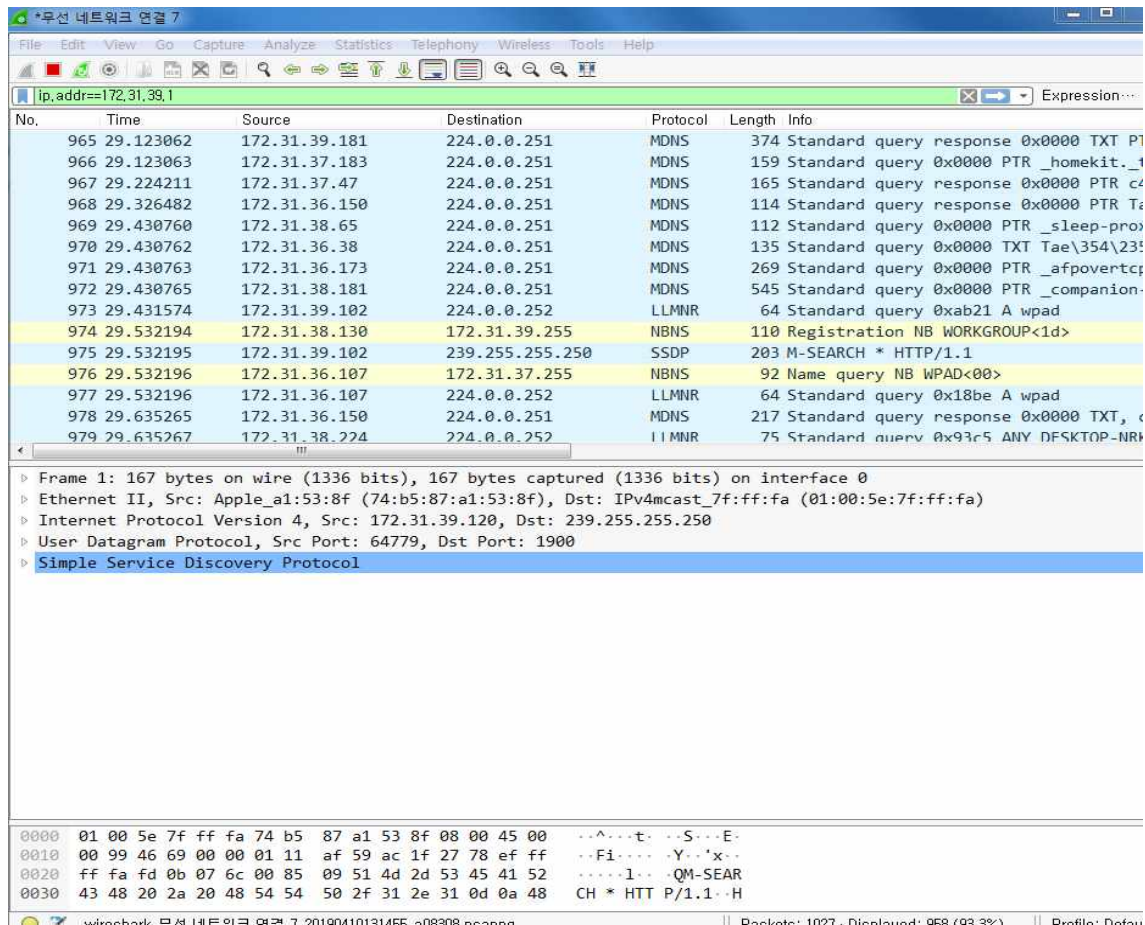 *무선 네트워크 연결 7
File Edit View Go Capture Analyze Statistics Telephony Wireless Tools Help
ip.addr==172.31.39.1 Expression…
No. Time Source Destination Protocol Length Info
965 29.123062 172.31.39.181 224.0.0.251 MDNS 374 Standard query response 0x0000 TXT
966 29.123063 172.31.37.183 224.0.0.251 MDNS 159 Standard query 0x0000 PTR _homekit._t
967 29.224211 172.31.37.47 224.0.0.251 MDNS 165 Standard query response 0x0000 PTR c4
968 29.326482 172.31.36.150 224.0.0.251 MDNS 114 Standard query response 0x0000 PTR Ta
969 29.430760 172.31.38.65 224.0.0.251 MDNS 112 Standard query 0x0000 PTR _sleep-prox
970 29.430762 172.31.36.38 224.0.0.251 MDNS 135 Standard query 0x0000 TXT Tae\354\235
971 29.430763 172.31.36.173 224.0.0.251 MDNS 269 Standard query 0x0000 PTR _afpovertcp
972 29.430765 172.31.38.181 224.0.0.251 MDNS 545 Standard query 0x0000 PTR _companion-
973 29.431574 172.31.39.102 224.0.0.252 LLMNR 64 Standard query 0xab21 A wpad
974 29.532194 172.31.38.130 172.31.39.255 NBNS 110 Registration NB WORKGROUP<1d>
975 29.532195 172.31.39.102 239.255.255.250 SSDP 203 M-SEARCH * HTTP/1.1
976 29.532196 172.31.36.107 172.31.37.255 NBNS 92 Name query NB WPAD<00>
977 29.532196 172.31.36.107 224.0.0.252 LLMNR 64 Standard query 0x18be A wpad
978 29.635265 172.31.36.150 224.0.0.251 MDNS 217 Standard query response 0x0000 TXT,
979 29.635267 172.31.38.224 224.0.0.252 LLMNR 75 Standard query 0x93c5 ANY DESKTOP-NRK
Frame 1: 167 bytes on wire (1336 bits), 167 bytes captured (1336 bits) on interface 0
Ethernet II, Src: Apple_a1:53:8f (74:b5:87:a1:53:8f), Dst: IPv4mcast_7f:ff:fa (01:00:5e:7f:ff:fa)
Internet Protocol Version 4, Src: 172.31.39.120, Dst: 239.255.255.250
User Datagram Protocol, Src Port: 64779, Dst Port: 1900
Simple Service Discovery Protocol
0000 01 00 5e 7f ff fa 74 b5 87 a1 53 8f 08 00 45 00 ··^···t· ··S···E·
0010 00 99 46 69 00 00 01 11 af 59 ac 1f 27 78 ef ff ··Fi···· ·Y··'x··
0020 ff fa fd 0b 07 6c 00 85 09 51 4d 2d 53 45 41 52 ·····l·· ·QM-SEAR
0030 43 48 20 2a 20 48 54 54 50 2f 31 2e 31 0d 0a 48 CH * HTT P/1.1··H
wireshark_무선 네트워크 연결 7_20190410131455_a08308.pcapng Packets: 1027 · Displayed: 958 (93.3%) Profile: Defau